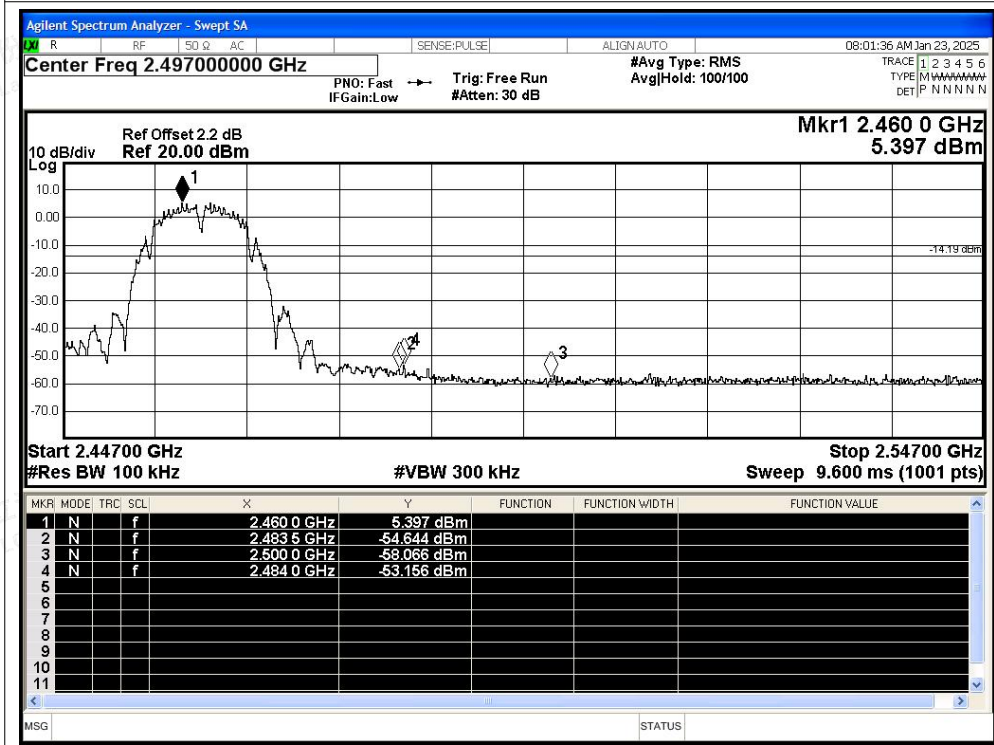 Agilent Spectrum Analyzer - Swept SA
LXI R RF 50 Ω AC SENSE:PULSE ALIGN AUTO 08:01:36 AM Jan 23, 2025
Center Freq 2.497000000 GHz
PNO: Fast
IFGain:Low
Trig: Free Run
#Atten: 30 dB
#Avg Type: RMS
Avg|Hold: 100/100
TRACE 1 2 3 4 5 6
TYPE M
DET P N N N N N
Mkr1 2.460 0 GHz
5.397 dBm
Ref Offset 2.2 dB
10 dB/div Ref 20.00 dBm
Log
10.0
0.00
-10.0
-20.0
-30.0
-40.0
-50.0
-60.0
-70.0
1
2
4
3
-14.19 dBm
Start 2.44700 GHz Stop 2.54700 GHz
#Res BW 100 kHz #VBW 300 kHz Sweep 9.600 ms (1001 pts)
MKR MODE TRC SCL X Y FUNCTION FUNCTION WIDTH FUNCTION VALUE
1 N f 2.460 0 GHz 5.397 dBm
2 N f 2.483 5 GHz -54.644 dBm
3 N f 2.500 0 GHz -58.066 dBm
4 N f 2.484 0 GHz -53.156 dBm
5
6
7
8
9
10
11
MSG STATUS